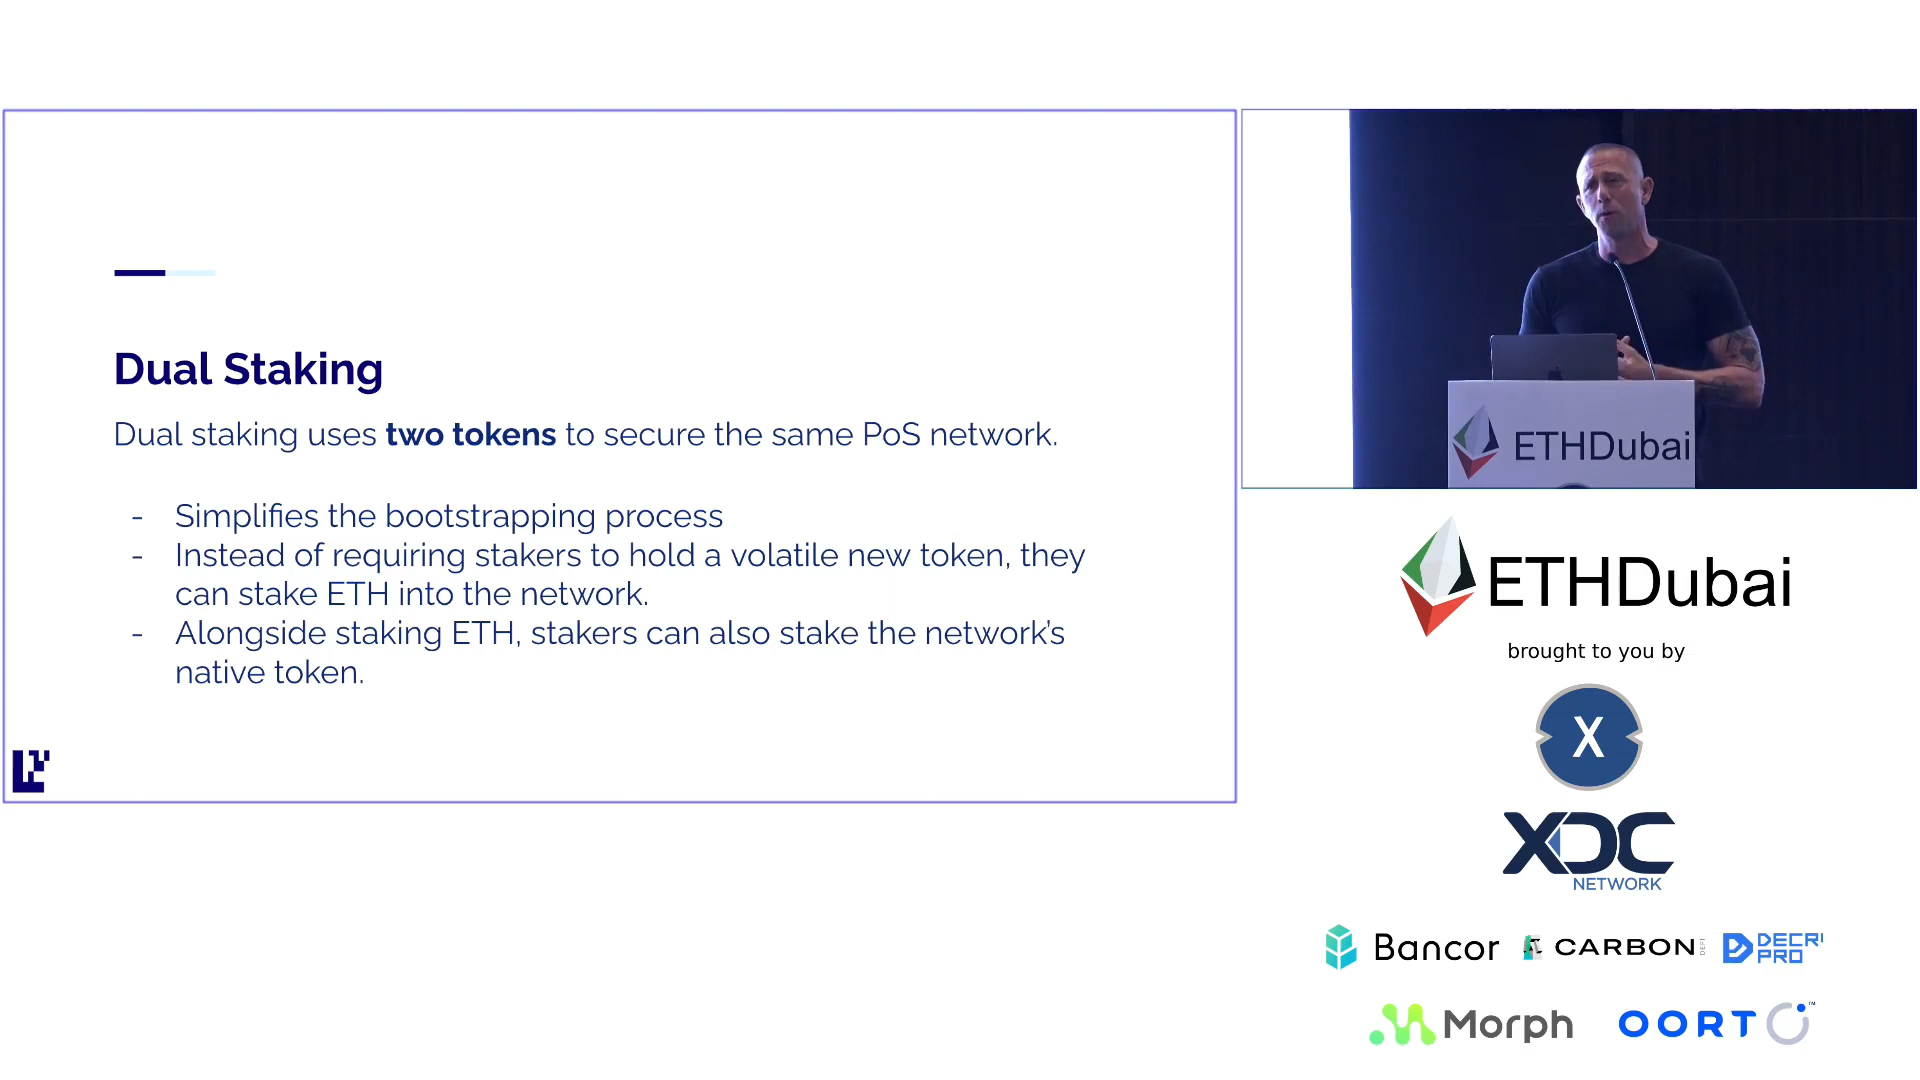 Dual Staking
Dual staking uses two tokens to secure the same PoS network.
- Simplifies the bootstrapping process
- Instead of requiring stakers to hold a volatile new token, they
can stake ETH into the network.
- Alongside staking ETH, stakers can also stake the network's
native token.
ETHDubai
ETHDubai
brought to you by
X
XDC
NETWORK
Bancor
CARBON DEFI
DECRYPTO PRO
Morph
OORT™